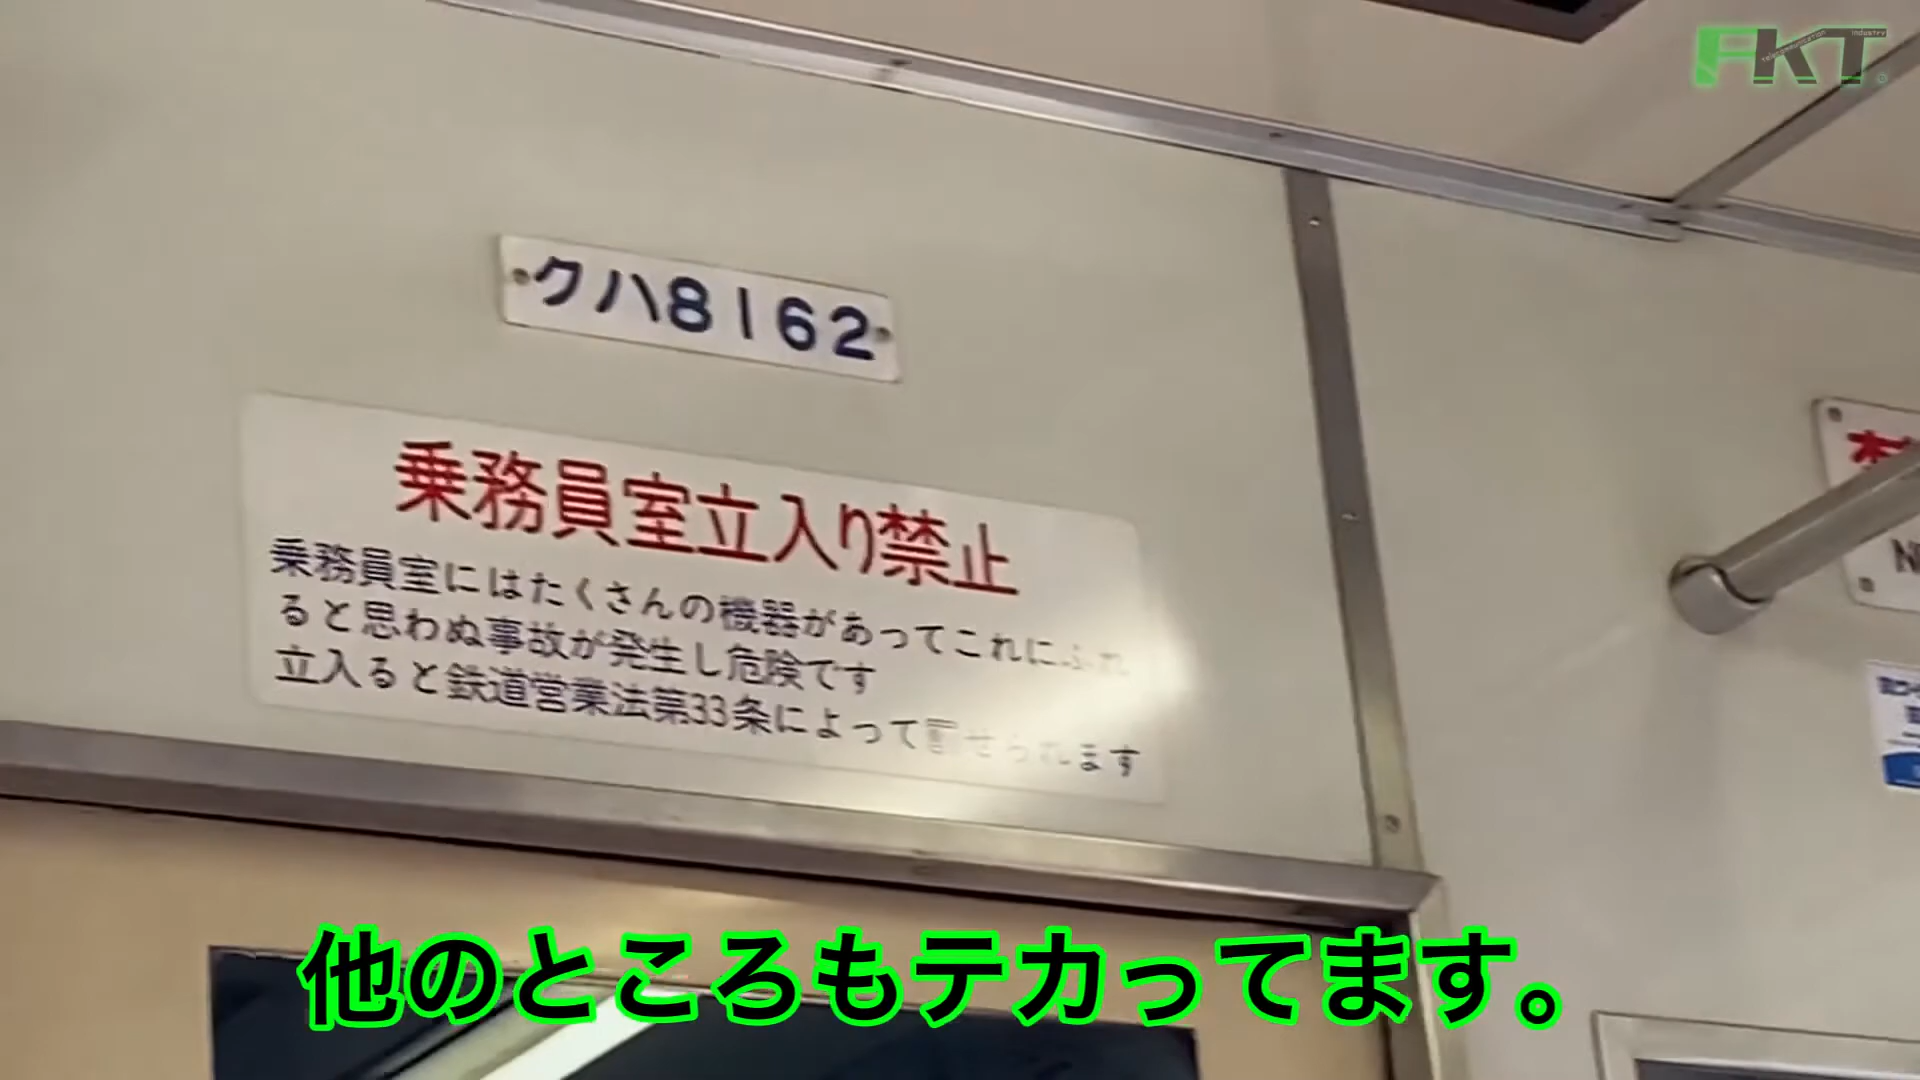 FKT
telecommunication
industry
クハ8162
乗務員室立入り禁止
乗務員室にはたくさんの機器があってこれにふれ
ると思わぬ事故が発生し危険です
立入ると鉄道営業法第33条によって罰せられます
他のところもテカってます。